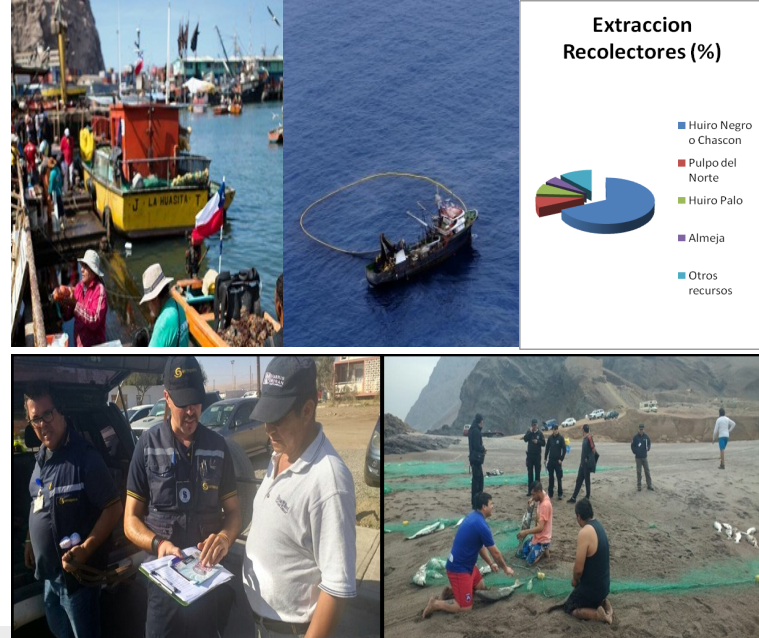 J - LA HUASITA - T
Extraccion
Recolectores (%)
Huiro Negro
o Chascon
Pulpo del
Norte
Huiro Palo
Almeja
Otros
recursos